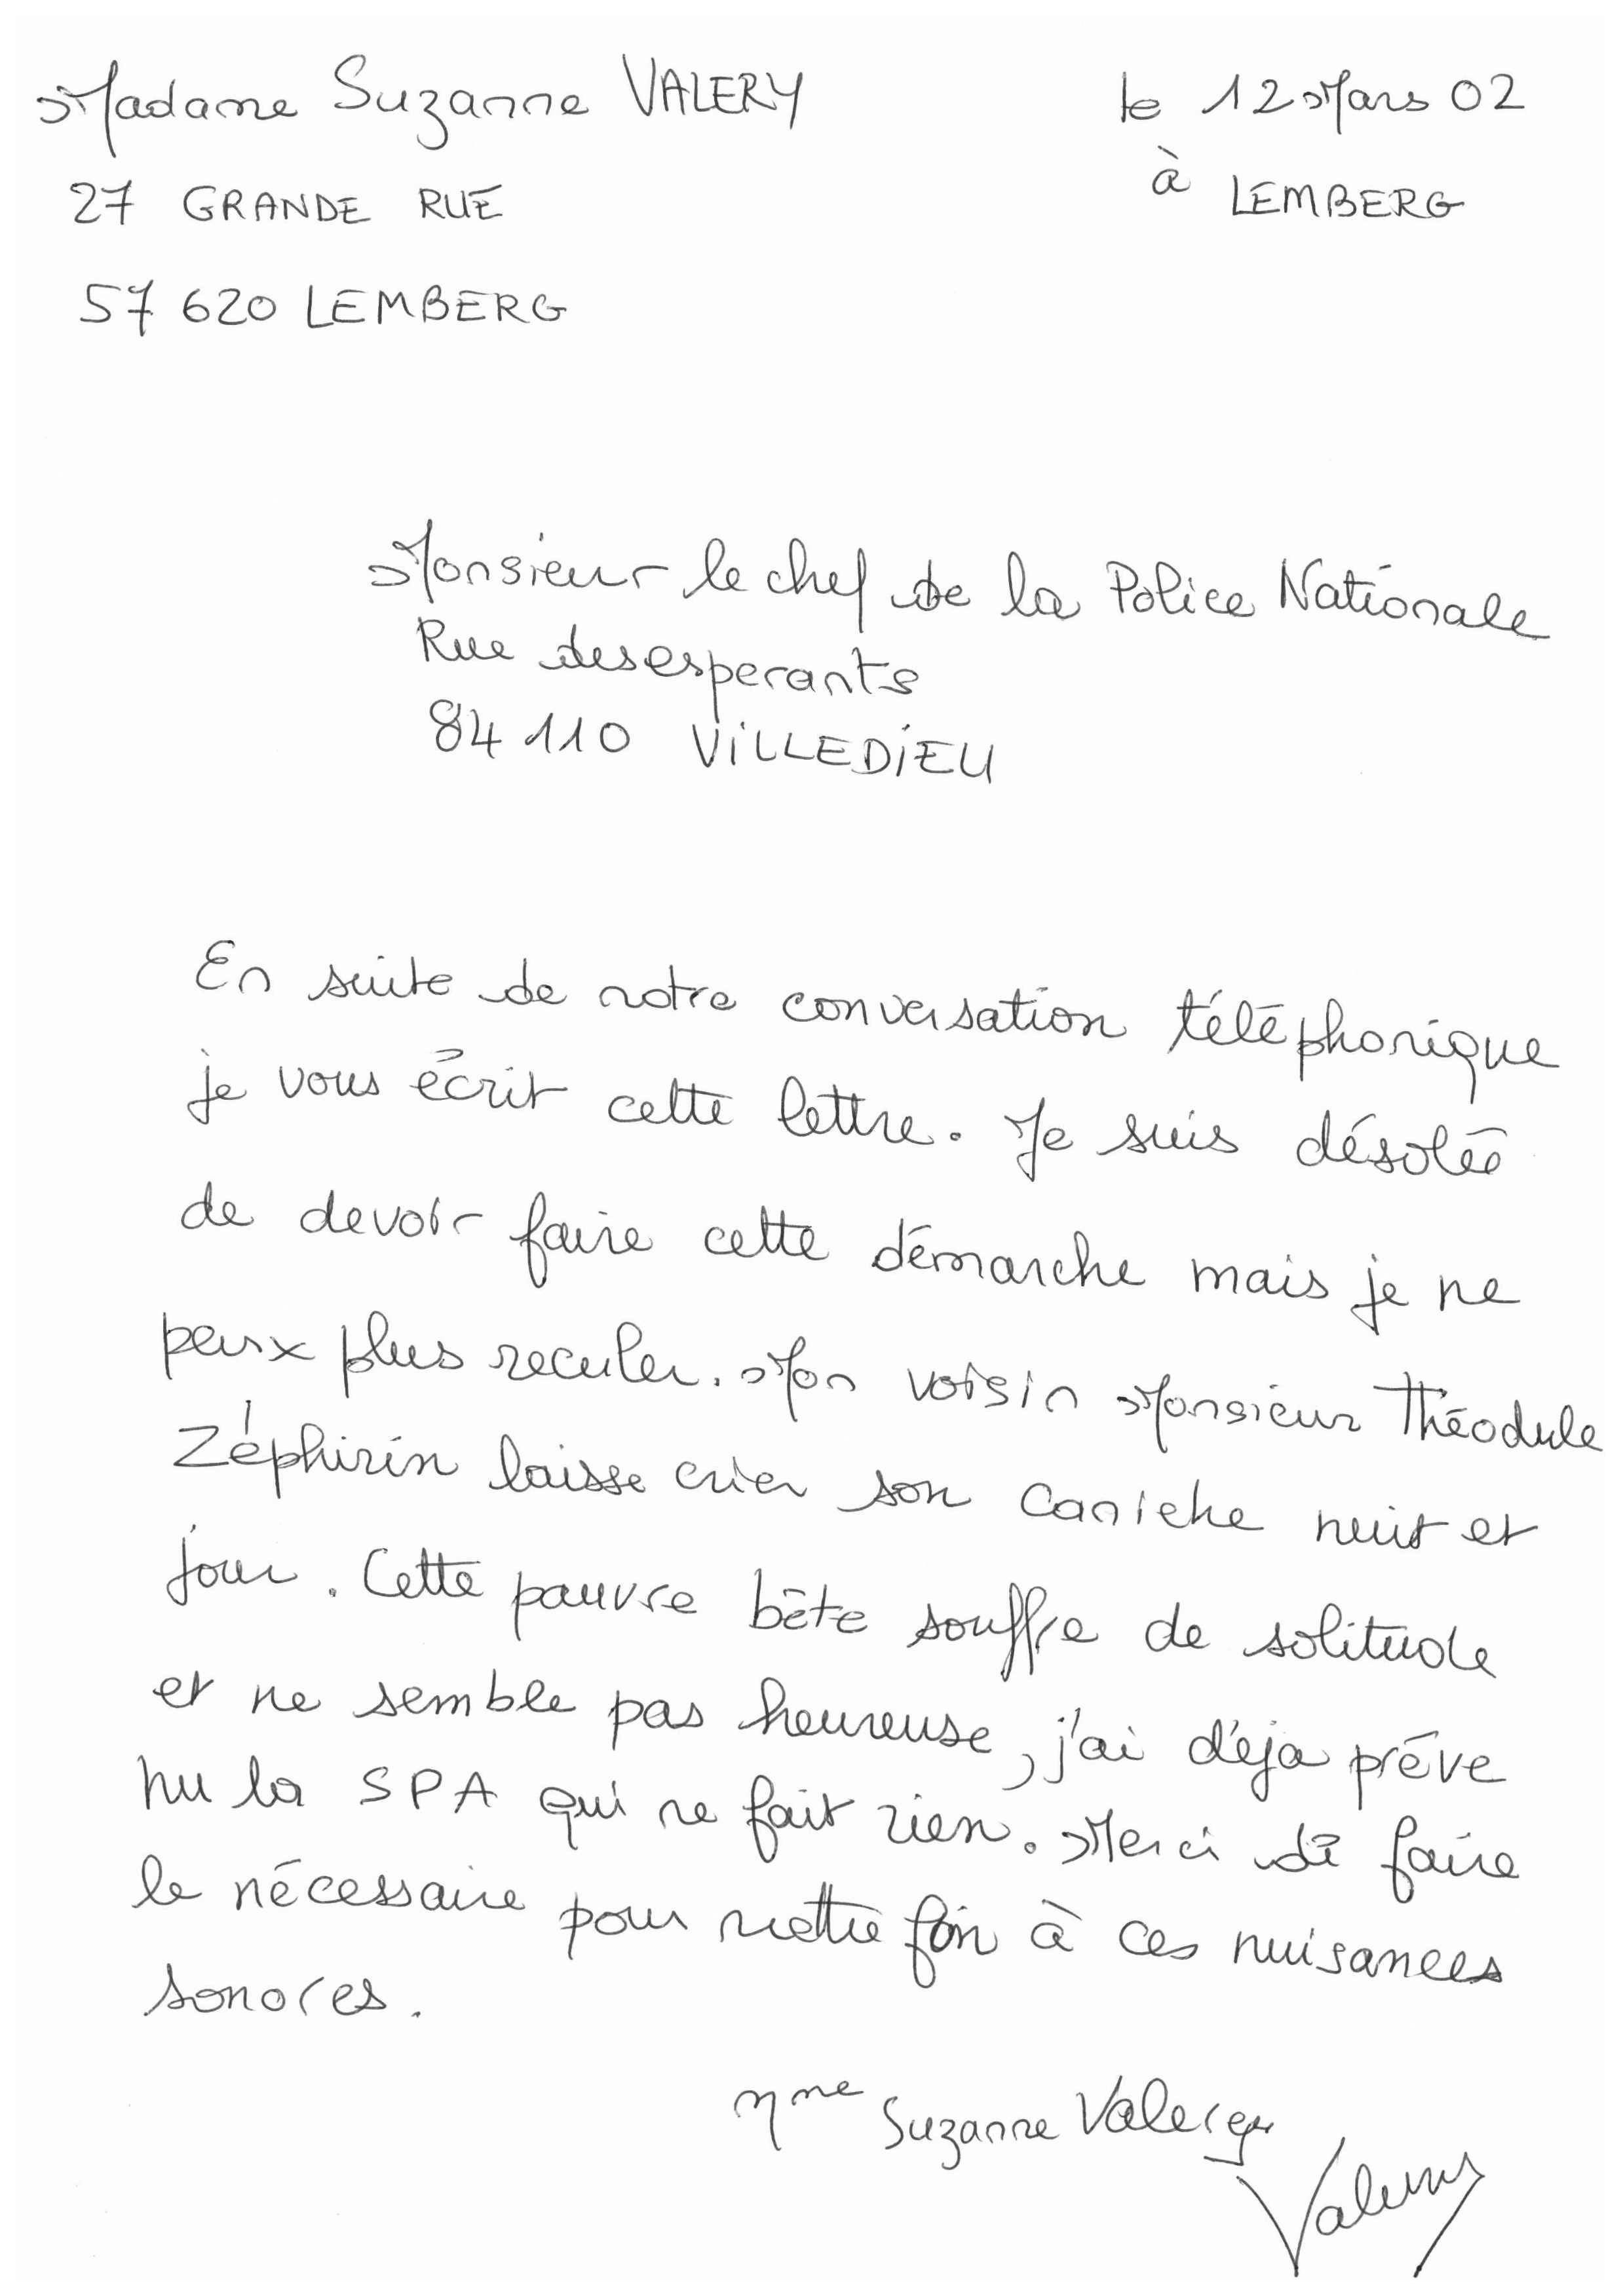 Madame Suzanne VALERY
le 12 Mars 02
à LEMBERG
27 GRANDE RUE
57 620 LEMBERG
Monsieur le chef de la Police Nationale
Rue desesperants
84 110 VILLEDIEU
En suite de notre conversation téléphonique
je vous écrit cette lettre. Je suis désolée
de devoir faire cette démarche mais je ne
peux plus reculer. Mon voisin Monsieur Théodule
Zéphirin laisse crier son caniche nuit et
jour. Cette pauvre bête souffre de solitude
et ne semble pas heureuse, j'ai déja préve
nu la SPA qui ne fait rien. Merci de faire
le nécessaire pour mettre fin à ces nuisances
sonores.
Mme Suzanne Valery
Valery